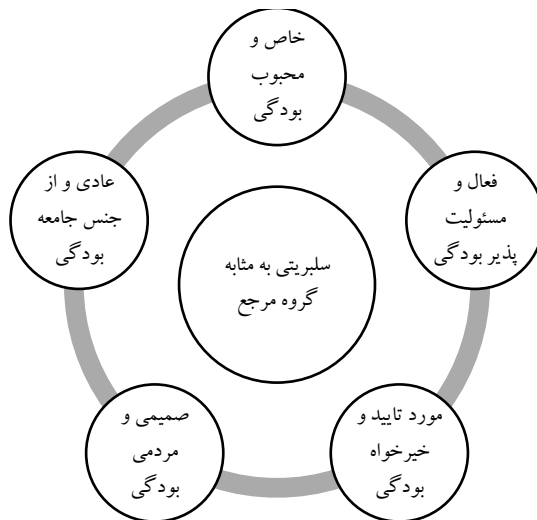 خاص و
محبوب
بودگی
فعال و
مسئولیت
پذیر بودگی
مورد تایید و
خیرخواه
بودگی
صمیمی و
مردمی
بودگی
عادی و از
جنس جامعه
بودگی
سلبریتی به مثابه
گروه مرجع